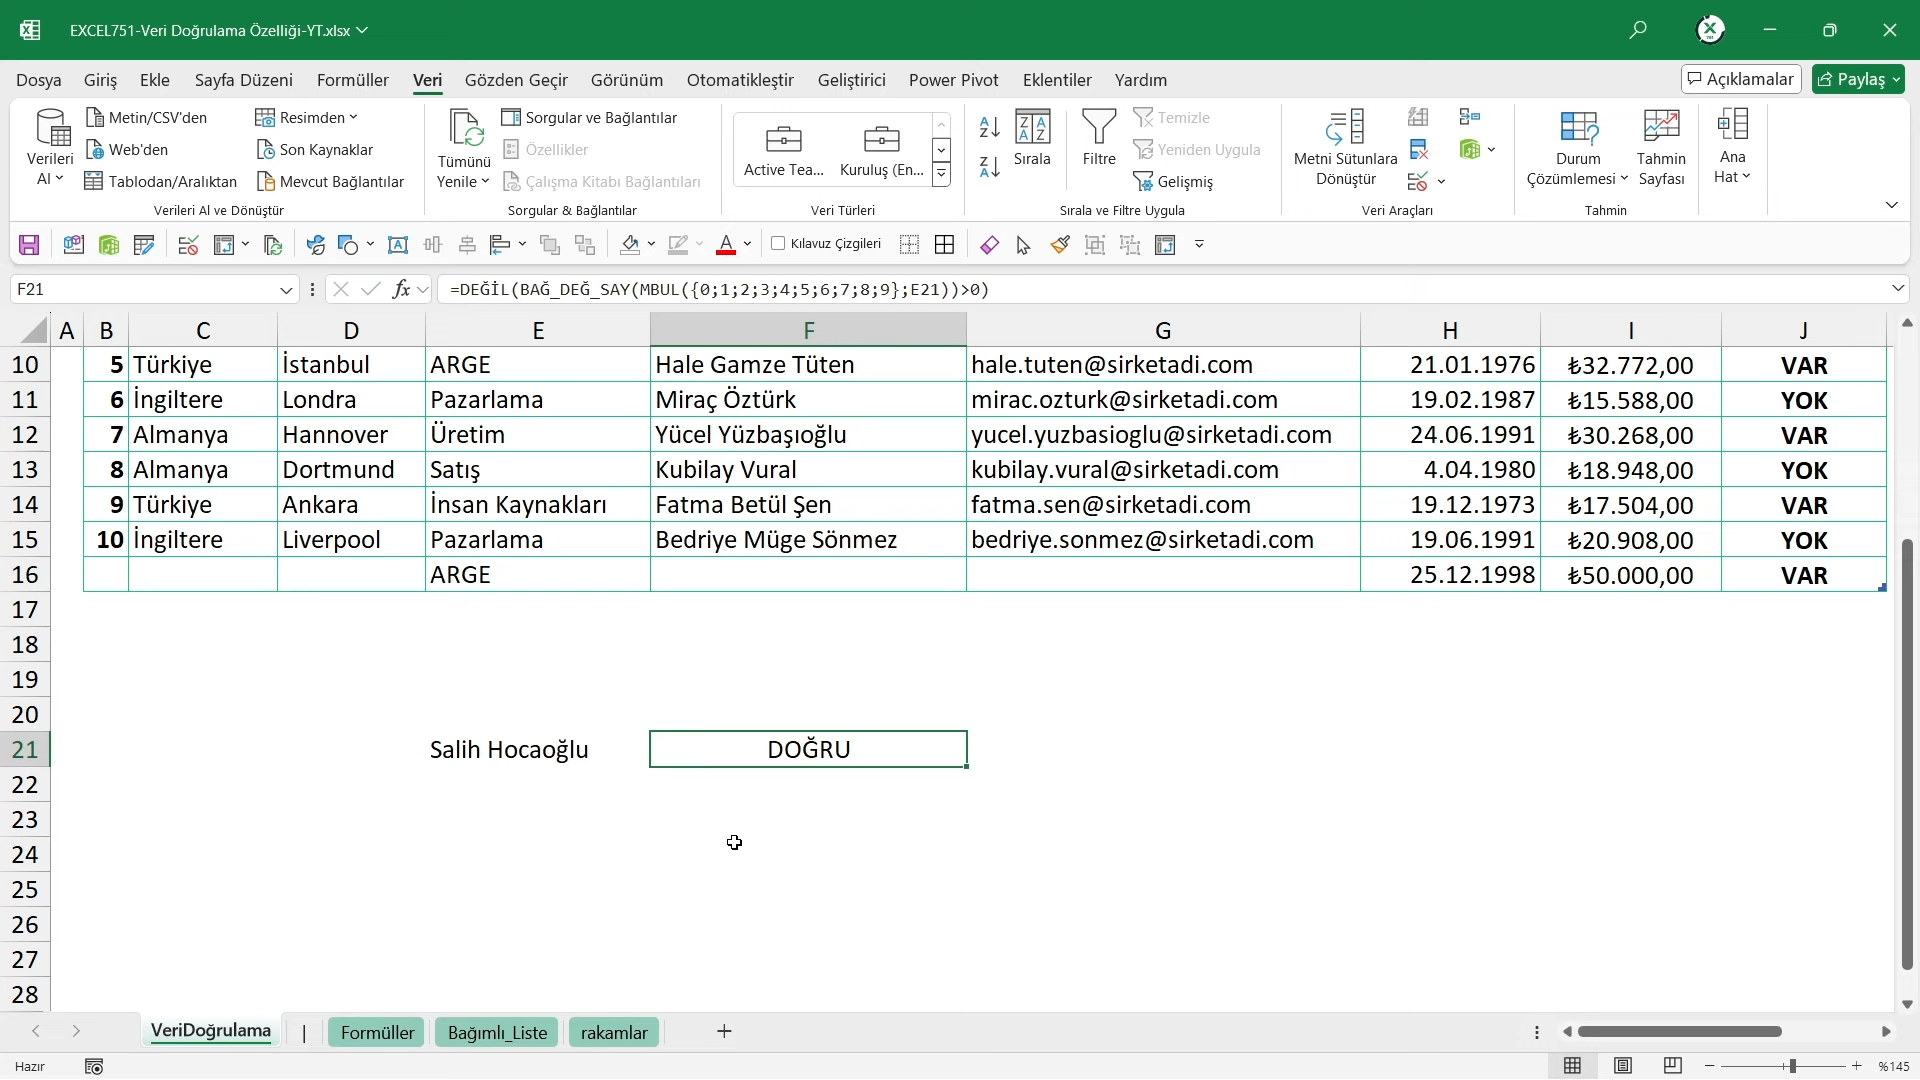 EXCEL751-Veri Doğrulama Özelliği-YT.xlsx
Dosya Giriş Ekle Sayfa Düzeni Formüller Veri Gözden Geçir Görünüm Otomatikleştir Geliştirici Power Pivot Eklentiler Yardım Açıklamalar Paylaş
Verileri Al
Metin/CSV'den
Web'den
Tablodan/Aralıktan
Resimden
Son Kaynaklar
Mevcut Bağlantılar
Verileri Al ve Dönüştür
Tümünü Yenile
Sorgular ve Bağlantılar
Özellikler
Çalışma Kitabı Bağlantıları
Sorgular & Bağlantılar
Active Tea...
Kuruluş (En...
Veri Türleri
Sırala
Filtre
Temizle
Yeniden Uygula
Gelişmiş
Sırala ve Filtre Uygula
Metni Sütunlara
Dönüştür
Veri Araçları
Durum
Çözümlemesi
Tahmin
Sayfası
Tahmin
Ana
Hat
Kılavuz Çizgileri
F21 fx =DEĞİL(BAĞ_DEĞ_SAY(MBUL({0;1;2;3;4;5;6;7;8;9};E21))>0)
A B C D E F G H I J
10 5 Türkiye İstanbul ARGE Hale Gamze Tüten hale.tuten@sirketadi.com 21.01.1976 ₺32.772,00 VAR
11 6 İngiltere Londra Pazarlama Miraç Öztürk mirac.ozturk@sirketadi.com 19.02.1987 ₺15.588,00 YOK
12 7 Almanya Hannover Üretim Yücel Yüzbaşıoğlu yucel.yuzbasioglu@sirketadi.com 24.06.1991 ₺30.268,00 VAR
13 8 Almanya Dortmund Satış Kubilay Vural kubilay.vural@sirketadi.com 4.04.1980 ₺18.948,00 YOK
14 9 Türkiye Ankara İnsan Kaynakları Fatma Betül Şen fatma.sen@sirketadi.com 19.12.1973 ₺17.504,00 VAR
15 10 İngiltere Liverpool Pazarlama Bedriye Müge Sönmez bedriye.sonmez@sirketadi.com 19.06.1991 ₺20.908,00 YOK
16 ARGE 25.12.1998 ₺50.000,00 VAR
17
18
19
20
21 Salih Hocaoğlu DOĞRU
22
23
24
25
26
27
28
VeriDoğrulama | Formüller Bağımlı_Liste rakamlar
Hazır %145